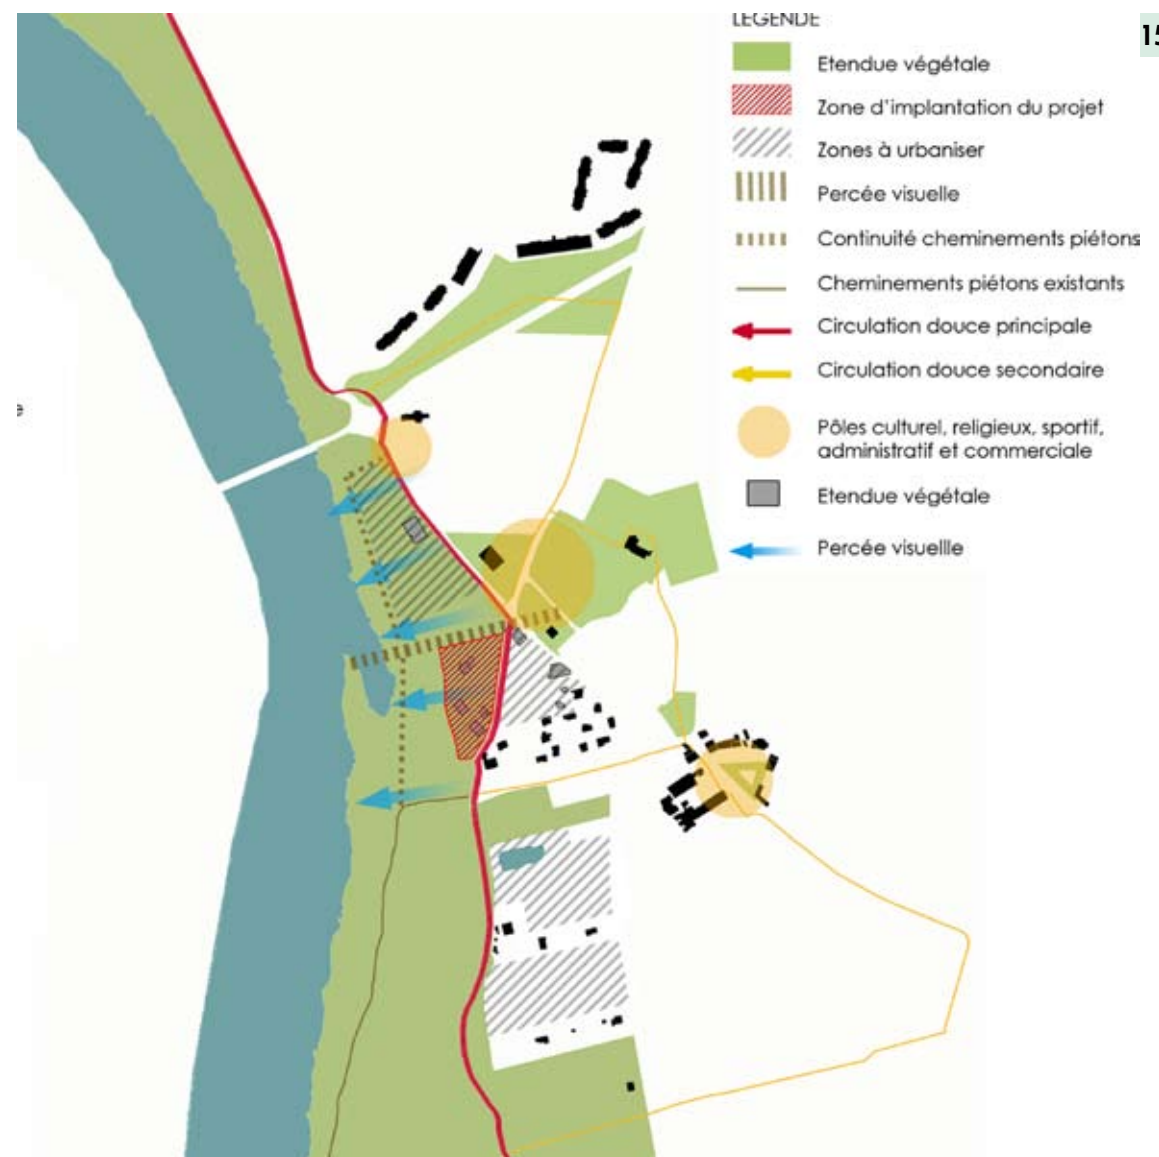 LEGENDE
15
Etendue végétale
Zone d'implantation du projet
Zones à urbaniser
Percée visuelle
Continuité cheminements piétons
Cheminements piétons existants
Circulation douce principale
Circulation douce secondaire
Pôles culturel, religieux, sportif,
administratif et commerciale
Etendue végétale
Percée visuellle
e